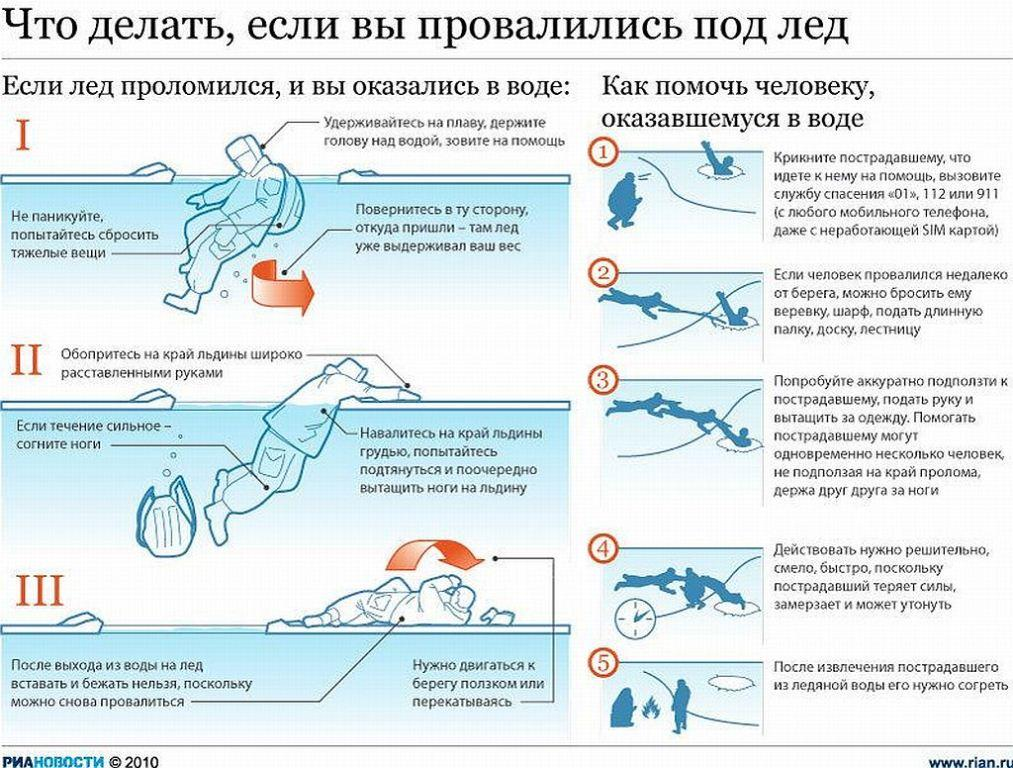 Что делать, если вы провалились под лед
Если лед проломился, и вы оказались в воде:
I
Удерживайтесь на плаву, держите
голову над водой, зовите на помощь
Не паникуйте,
попытайтесь сбросить
тяжелые вещи
Повернитесь в ту сторону,
откуда пришли – там лед
уже выдерживал ваш вес
II
Обопритесь на край льдины широко
расставленными руками
Если течение сильное –
согните ноги
Навалитесь на край льдины
грудью, попытайтесь
подтянуться и поочередно
вытащить ноги на льдину
III
После выхода из воды на лед
вставать и бежать нельзя, поскольку
можно снова провалиться
Нужно двигаться к
берегу ползком или
перекатываясь
Как помочь человеку,
оказавшемуся в воде
1
Крикните пострадавшему, что
идете к нему на помощь, вызовите
службу спасения «01», 112 или 911
(с любого мобильного телефона,
даже с неработающей SIM картой)
2
Если человек провалился недалеко
от берега, можно бросить ему
веревку, шарф, подать длинную
палку, доску, лестницу
3
Попробуйте аккуратно подползти к
пострадавшему, подать руку и
вытащить за одежду. Помогать
пострадавшему могут
одновременно несколько человек,
не подползая на край пролома,
держа друг друга за ноги
4
Действовать нужно решительно,
смело, быстро, поскольку
пострадавший теряет силы,
замерзает и может утонуть
5
После извлечения пострадавшего
из ледяной воды его нужно согреть
РИАНОВОСТИ © 2010
www.rian.ru